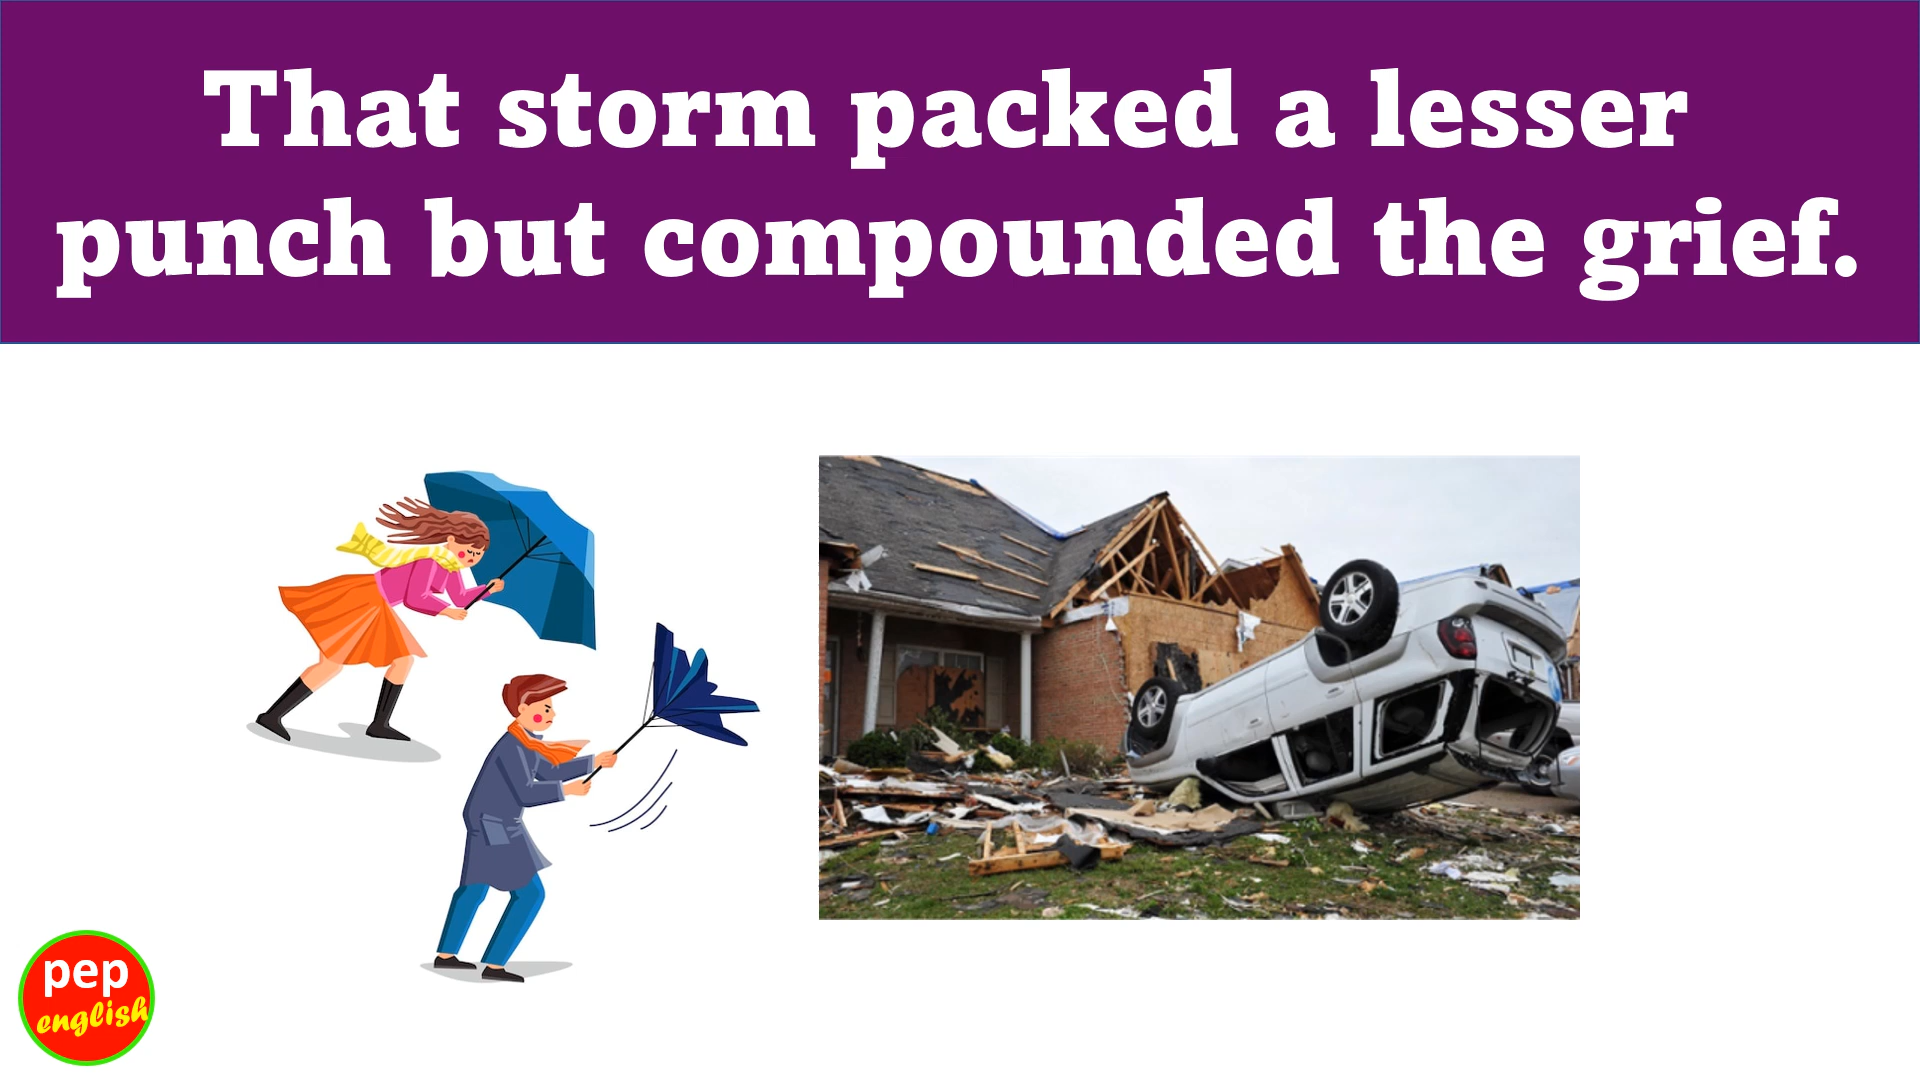 That storm packed a lesser
punch but compounded the grief.
pep
english